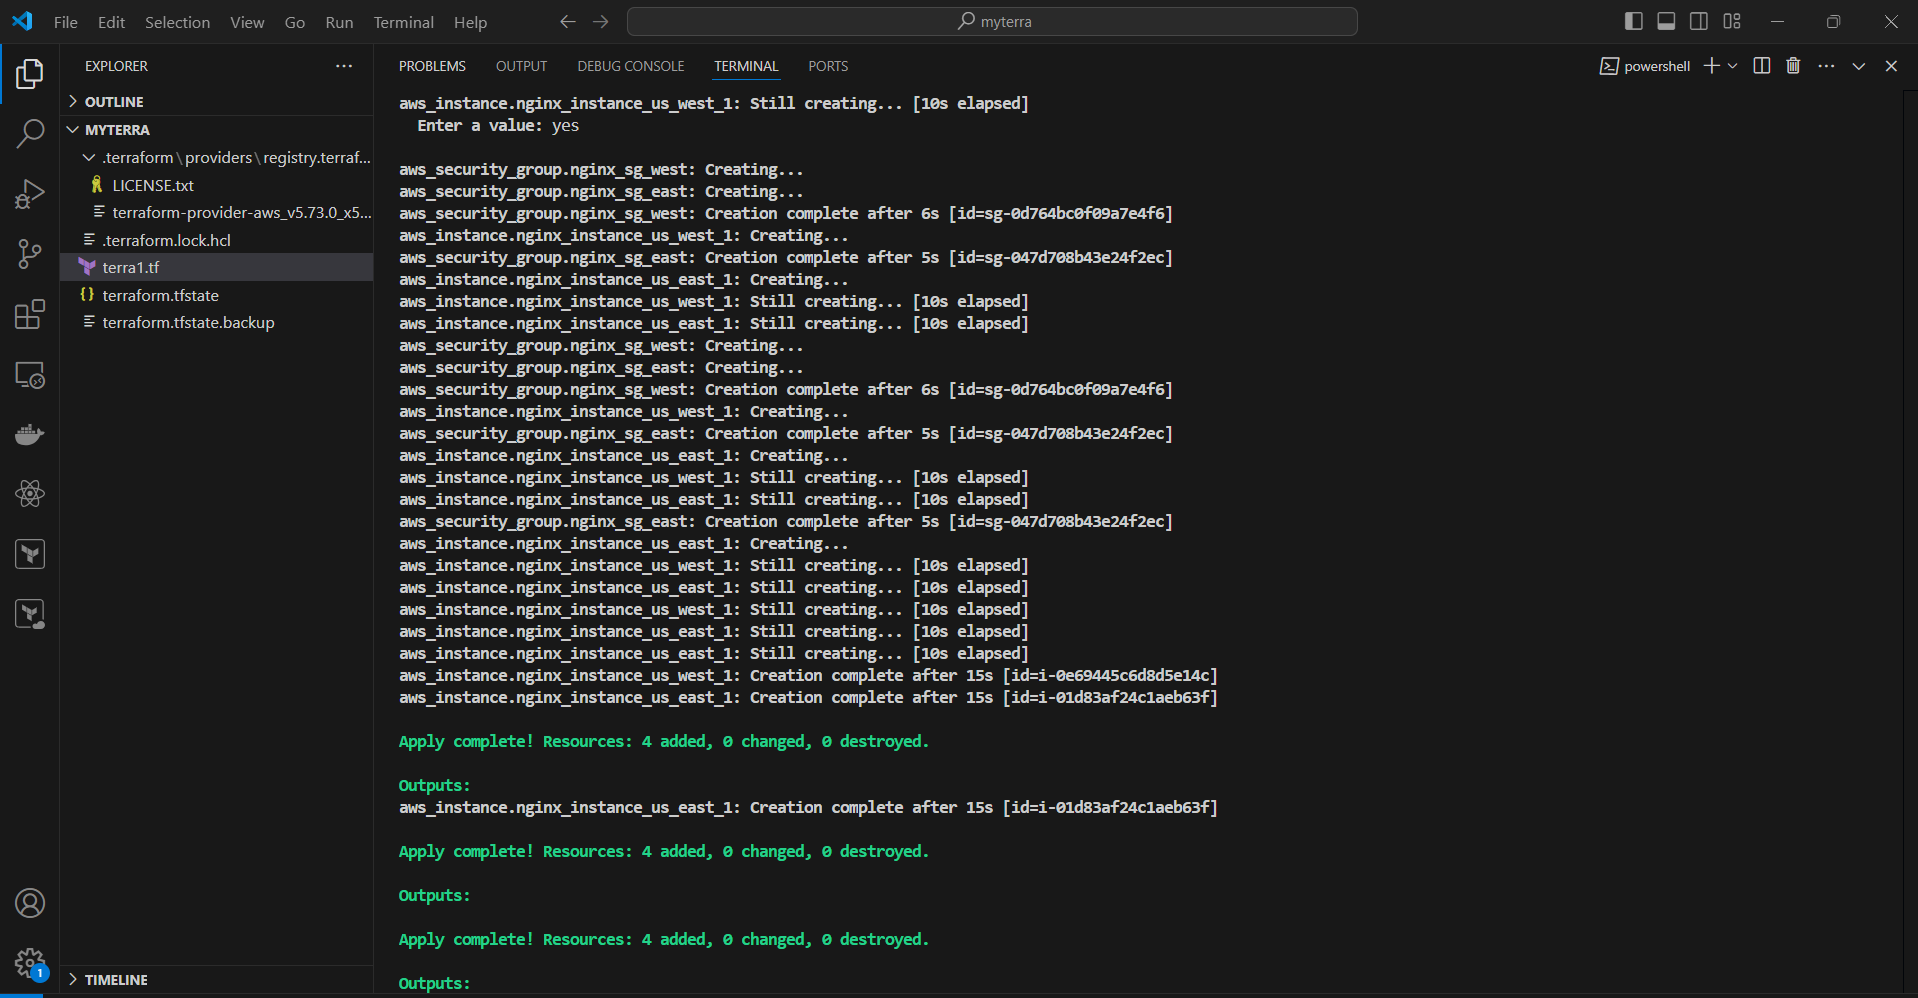 File Edit Selection View Go Run Terminal Help
myterra
EXPLORER
OUTLINE
MYTERRA
.terraform\providers\registry.terraf...
LICENSE.txt
terraform-provider-aws_v5.73.0_x5...
.terraform.lock.hcl
terra1.tf
terraform.tfstate
terraform.tfstate.backup
TIMELINE
1
PROBLEMS OUTPUT DEBUG CONSOLE TERMINAL PORTS
powershell
aws_instance.nginx_instance_us_west_1: Still creating... [10s elapsed]
Enter a value: yes
aws_security_group.nginx_sg_west: Creating...
aws_security_group.nginx_sg_east: Creating...
aws_security_group.nginx_sg_west: Creation complete after 6s [id=sg-0d764bc0f09a7e4f6]
aws_instance.nginx_instance_us_west_1: Creating...
aws_security_group.nginx_sg_east: Creation complete after 5s [id=sg-047d708b43e24f2ec]
aws_instance.nginx_instance_us_east_1: Creating...
aws_instance.nginx_instance_us_west_1: Still creating... [10s elapsed]
aws_instance.nginx_instance_us_east_1: Still creating... [10s elapsed]
aws_security_group.nginx_sg_west: Creating...
aws_security_group.nginx_sg_east: Creating...
aws_security_group.nginx_sg_west: Creation complete after 6s [id=sg-0d764bc0f09a7e4f6]
aws_instance.nginx_instance_us_west_1: Creating...
aws_security_group.nginx_sg_east: Creation complete after 5s [id=sg-047d708b43e24f2ec]
aws_instance.nginx_instance_us_east_1: Creating...
aws_instance.nginx_instance_us_west_1: Still creating... [10s elapsed]
aws_instance.nginx_instance_us_east_1: Still creating... [10s elapsed]
aws_security_group.nginx_sg_east: Creation complete after 5s [id=sg-047d708b43e24f2ec]
aws_instance.nginx_instance_us_east_1: Creating...
aws_instance.nginx_instance_us_west_1: Still creating... [10s elapsed]
aws_instance.nginx_instance_us_east_1: Still creating... [10s elapsed]
aws_instance.nginx_instance_us_west_1: Still creating... [10s elapsed]
aws_instance.nginx_instance_us_east_1: Still creating... [10s elapsed]
aws_instance.nginx_instance_us_east_1: Still creating... [10s elapsed]
aws_instance.nginx_instance_us_west_1: Creation complete after 15s [id=i-0e69445c6d8d5e14c]
aws_instance.nginx_instance_us_east_1: Creation complete after 15s [id=i-01d83af24c1aeb63f]
Apply complete! Resources: 4 added, 0 changed, 0 destroyed.
Outputs:
aws_instance.nginx_instance_us_east_1: Creation complete after 15s [id=i-01d83af24c1aeb63f]
Apply complete! Resources: 4 added, 0 changed, 0 destroyed.
Outputs:
Apply complete! Resources: 4 added, 0 changed, 0 destroyed.
Outputs: